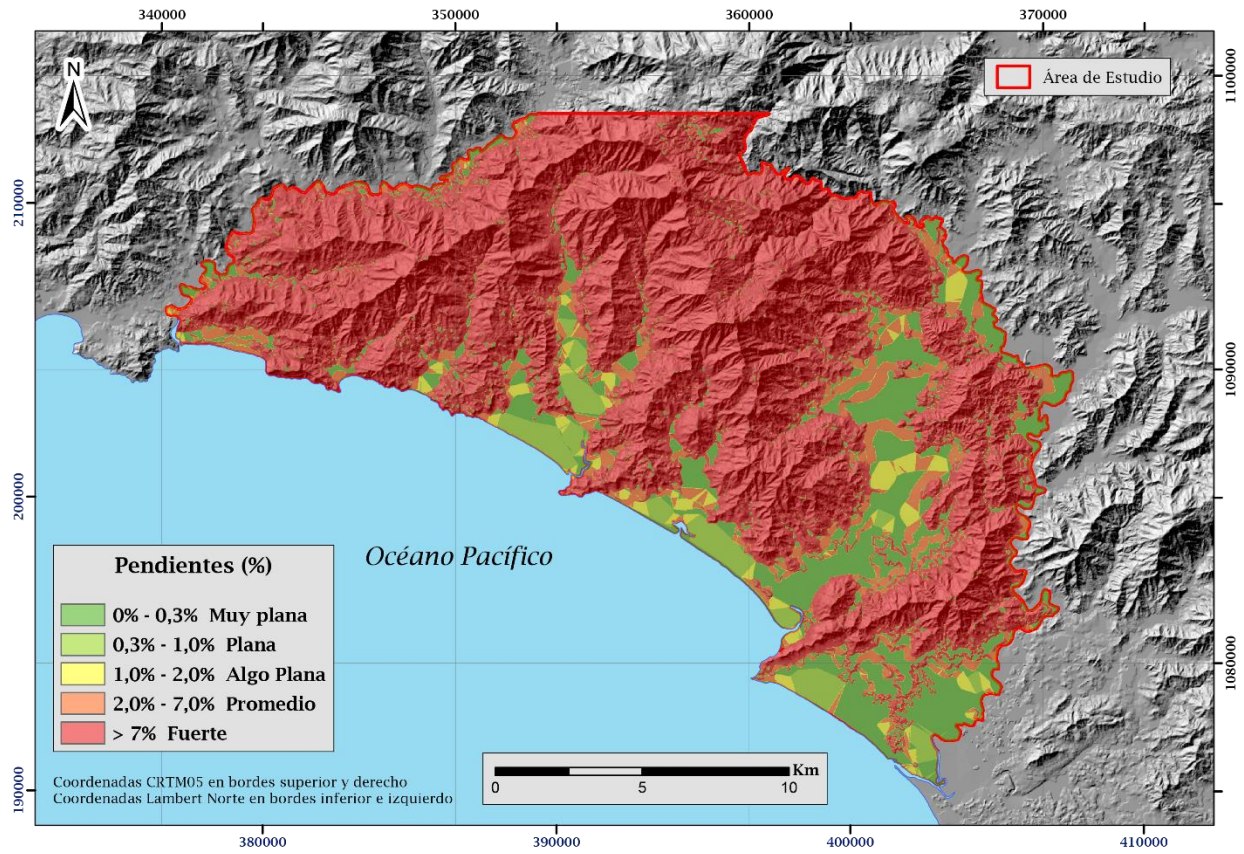 340000 350000 360000 370000
N
Área de Estudio
1100000
210000
1090000
200000
Océano Pacífico
Pendientes (%)
0% - 0,3% Muy plana
0,3% - 1,0% Plana
1,0% - 2,0% Algo Plana
2,0% - 7,0% Promedio
> 7% Fuerte
1080000
Km
0 5 10
Coordenadas CRTM05 en bordes superior y derecho
Coordenadas Lambert Norte en bordes inferior e izquierdo
190000
380000 390000 400000 410000